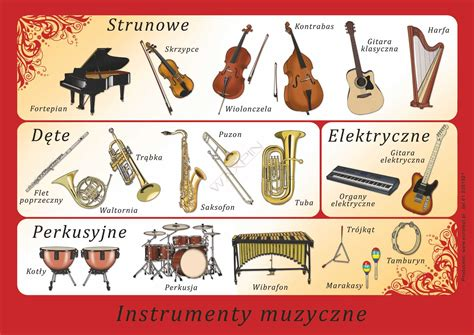 Strunowe
Fortepian
Skrzypce
Wiolonczela
Kontrabas
Gitara
klasyczna
Harfa
Dęte
Flet
poprzeczny
Waltornia
Trąbka
Saksofon
Puzon
Tuba
Elektryczne
Gitara
elektryczna
Organy
elektryczne
Perkusyjne
Kotły
Perkusja
Wibrafon
Trójkąt
Marakasy
Tamburyn
Instrumenty muzyczne